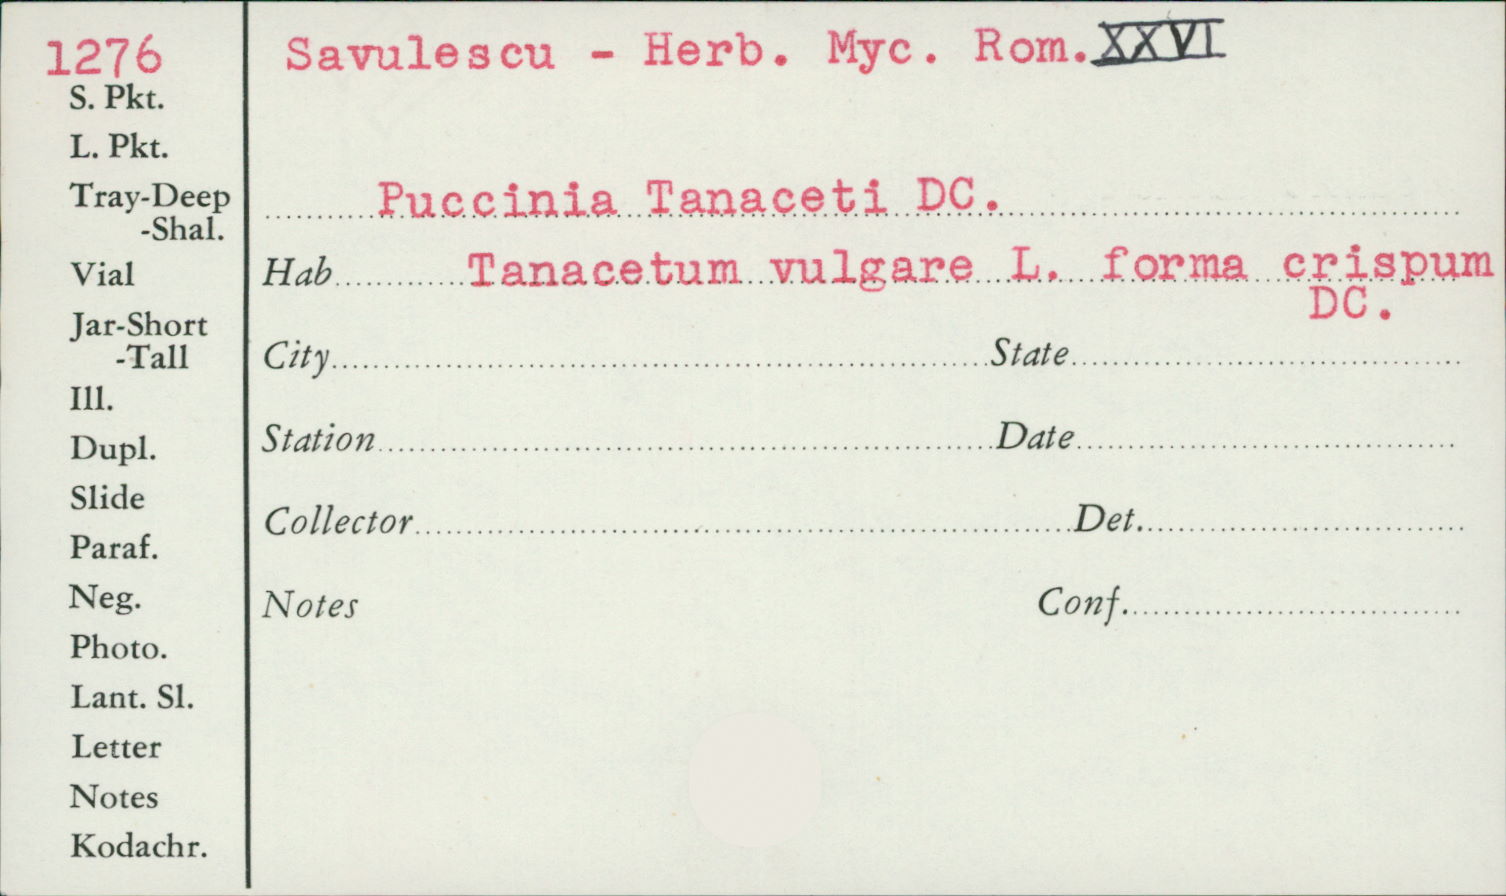 1276
Savulescu - Herb. Myc. Rom. XXVI
S. Pkt.
L. Pkt.
Tray-Deep
-Shal.
Vial
Jar-Short
-Tall
Ill.
Dupl.
Slide
Paraf.
Neg.
Photo.
Lant. Sl.
Letter
Notes
Kodachr.
Puccinia Tanaceti DC.
Hab Tanacetum vulgare L. forma crispum
DC.
City State
Station Date
Collector Det.
Notes Conf.